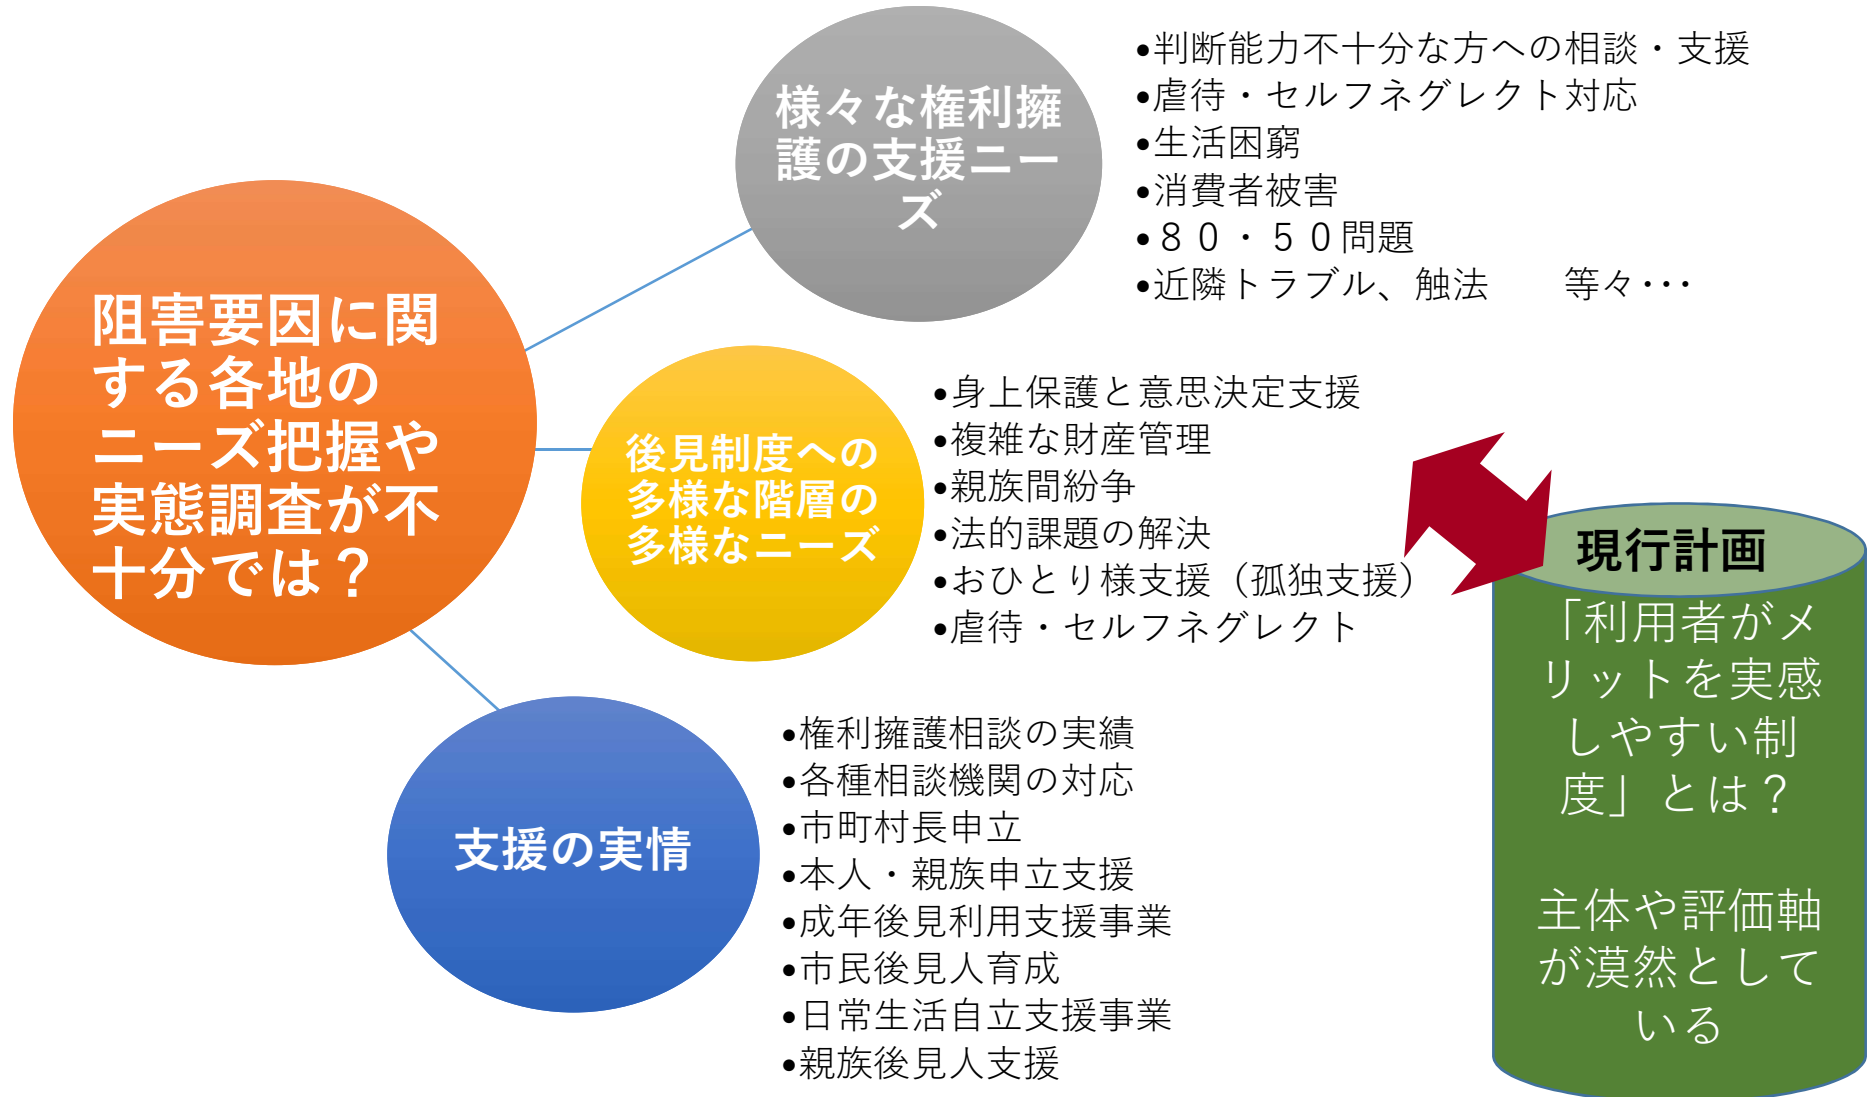 阻害要因に関
する各地の
ニーズ把握や
実態調査が不
十分では？
様々な権利擁
護の支援ニー
ズ
•判断能力不十分な方への相談・支援
•虐待・セルフネグレクト対応
•生活困窮
•消費者被害
•８０・５０問題
•近隣トラブル、触法　　等々･･･
後見制度への
多様な階層の
多様なニーズ
•身上保護と意思決定支援
•複雑な財産管理
•親族間紛争
•法的課題の解決
•おひとり様支援（孤独支援）
•虐待・セルフネグレクト
支援の実情
•権利擁護相談の実績
•各種相談機関の対応
•市町村長申立
•本人・親族申立支援
•成年後見利用支援事業
•市民後見人育成
•日常生活自立支援事業
•親族後見人支援
現行計画
「利用者がメ
リットを実感
しやすい制
度」とは？
主体や評価軸
が漠然として
いる